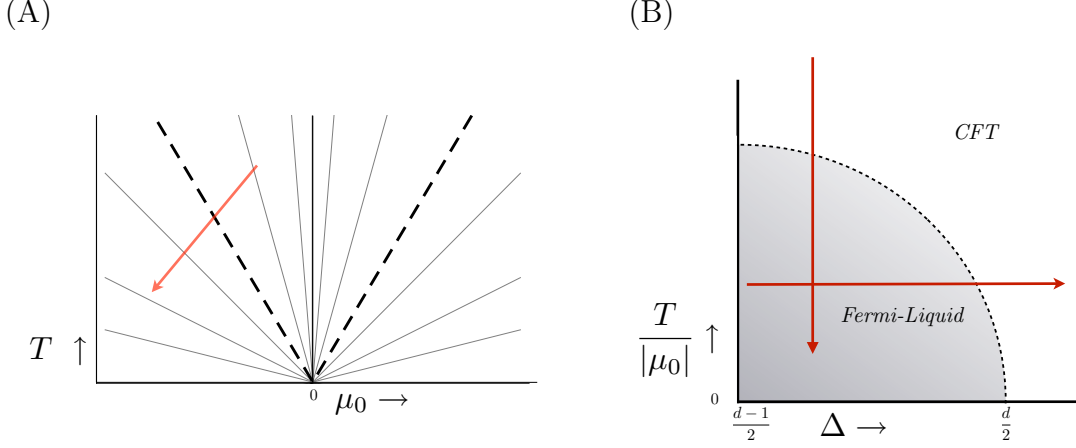 (A)
(B)
CFT
Fermi-Liquid
T ↑
0
μ₀ →
T
|μ₀| ↑
0
d − 1
2
Δ →
d
2